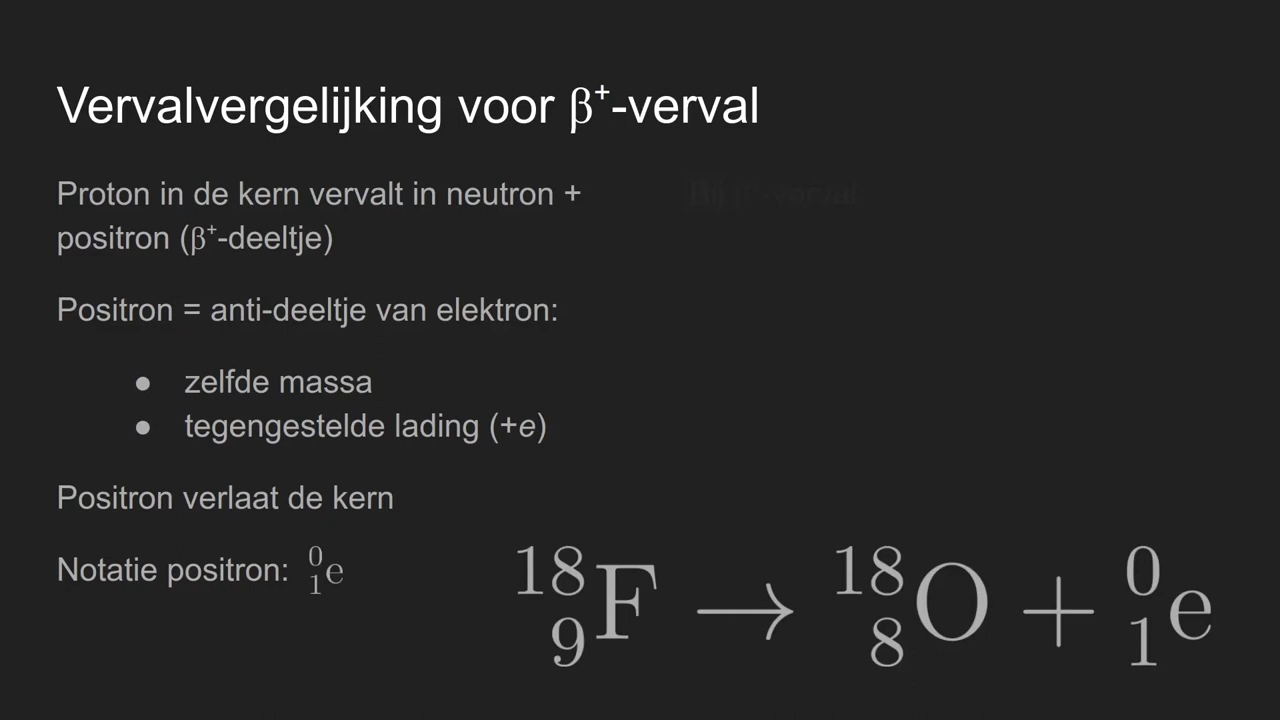 Vervalvergelijking voor β⁺-verval
Proton in de kern vervalt in neutron +
positron (β⁺-deeltje)
Positron = anti-deeltje van elektron:
● zelfde massa
● tegengestelde lading (+e)
Positron verlaat de kern
Notatie positron: ⁰₁e
¹⁸₉F → ¹⁸₈O + ⁰₁e